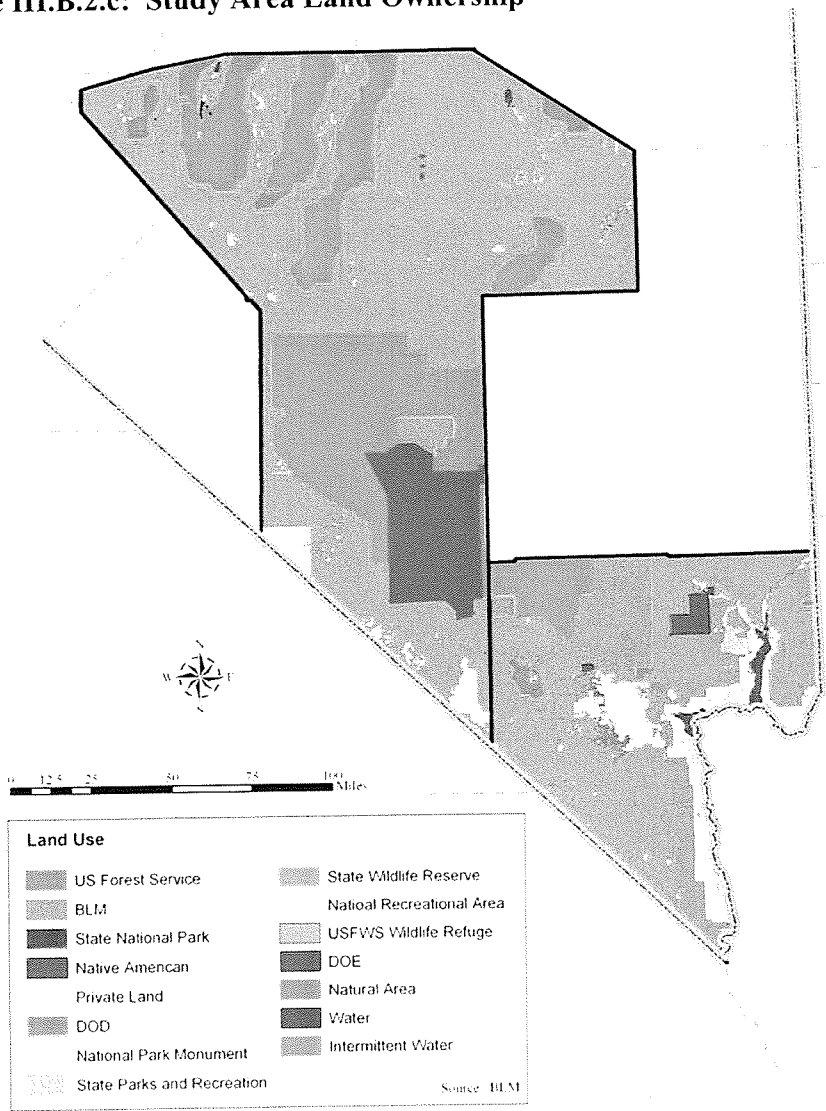 e III.B.2.c: Study Area Land Ownership
N
W E
S
0 12.5 25 50 75 100
Miles
Land Use
US Forest Service
BLM
State National Park
Native Amencan
Private Land
DOD
National Park Monument
State Parks and Recreation
State Wildlife Reserve
Natioal Recreational Area
USFWS Wildlife Refuge
DOE
Natural Area
Water
Intermittent Water
Source: BLM